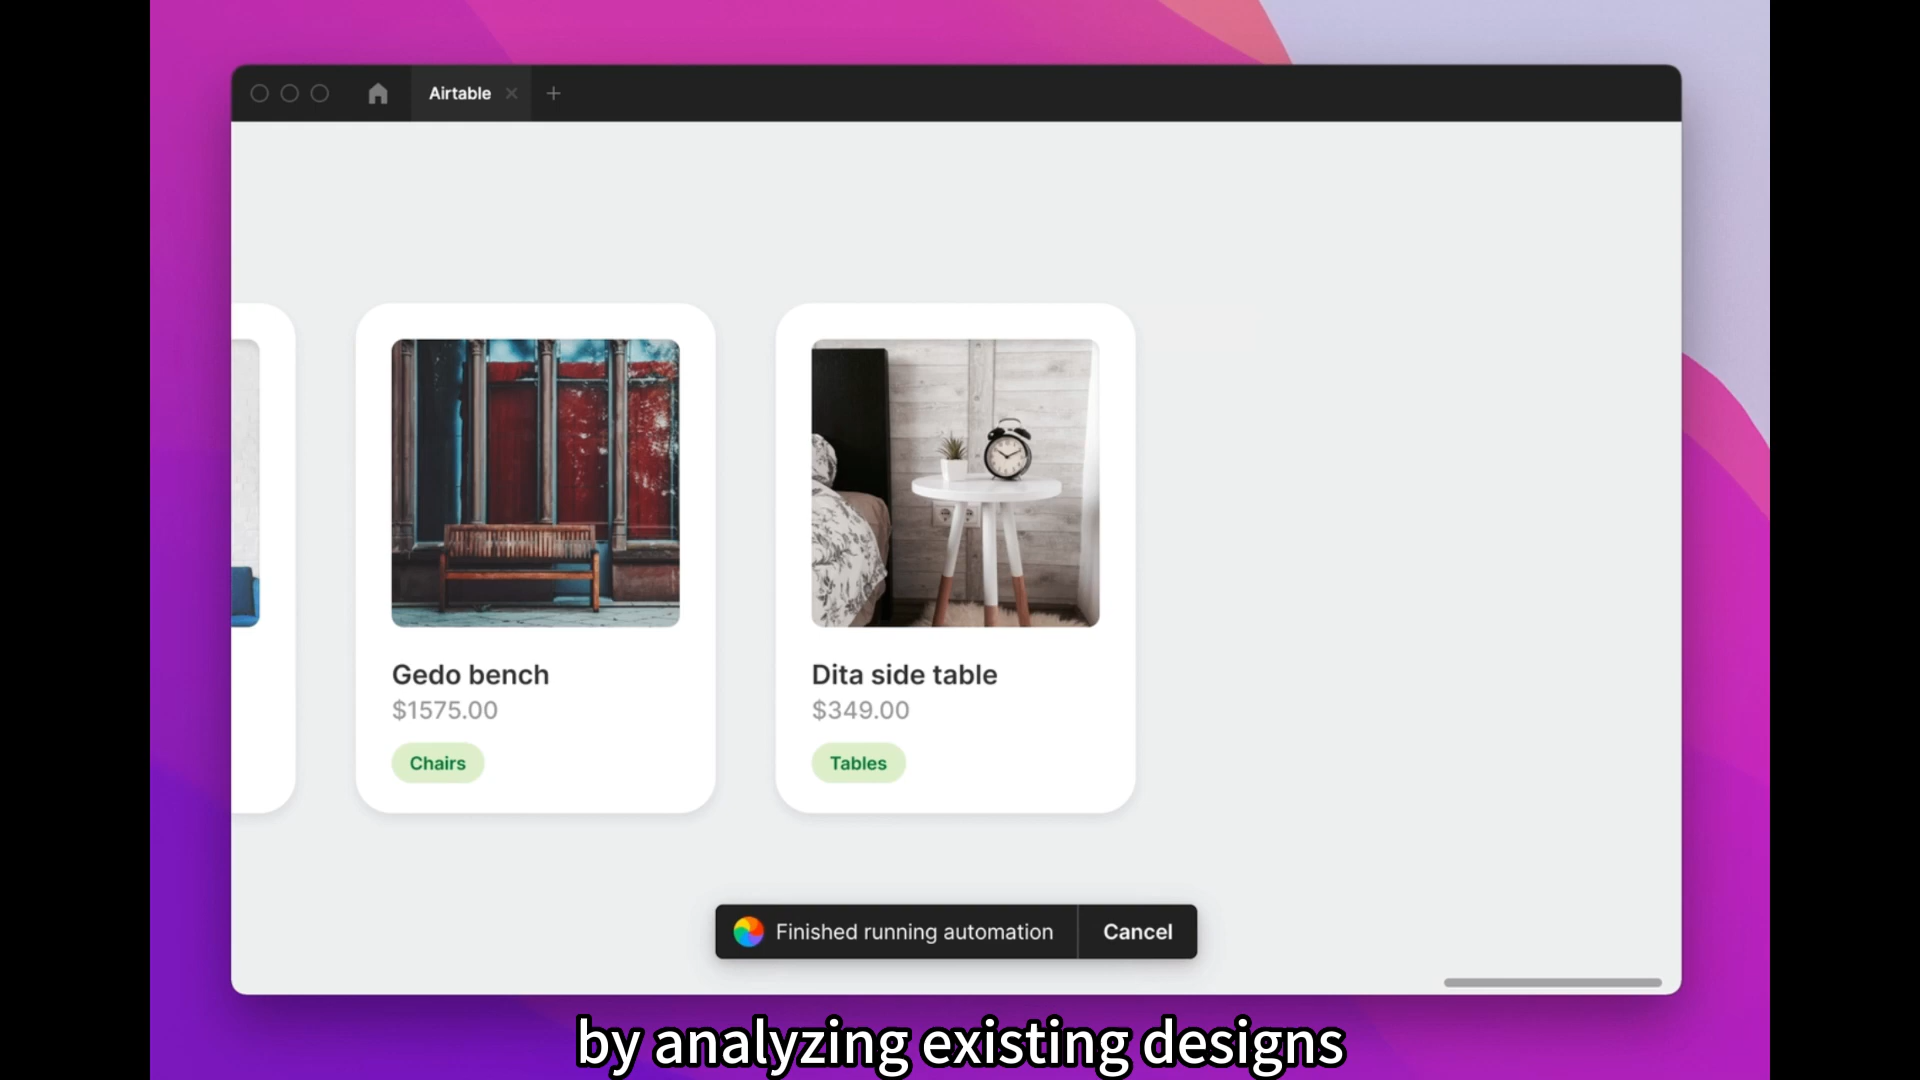 Airtable
Gedo bench
$1575.00
Chairs
Dita side table
$349.00
Tables
Finished running automation
Cancel
by analyzing existing designs